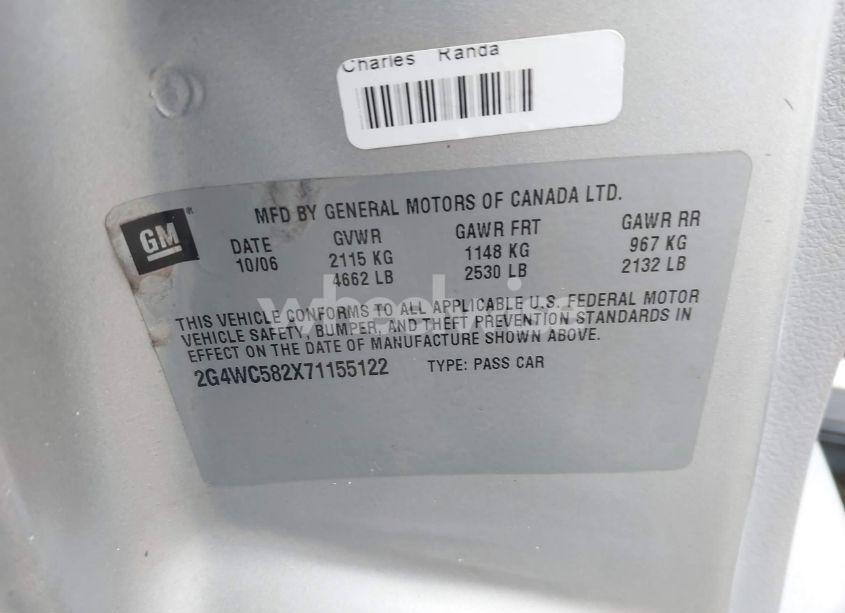 Charles Randa
MFD BY GENERAL MOTORS OF CANADA LTD.
GM
DATE GVWR GAWR FRT GAWR RR
10/06 2115 KG 1148 KG 967 KG
4662 LB 2530 LB 2132 LB
THIS VEHICLE CONFORMS TO ALL APPLICABLE U.S. FEDERAL MOTOR
VEHICLE SAFETY, BUMPER, AND THEFT PREVENTION STANDARDS IN
EFFECT ON THE DATE OF MANUFACTURE SHOWN ABOVE.
2G4WC582X71155122 TYPE: PASS CAR